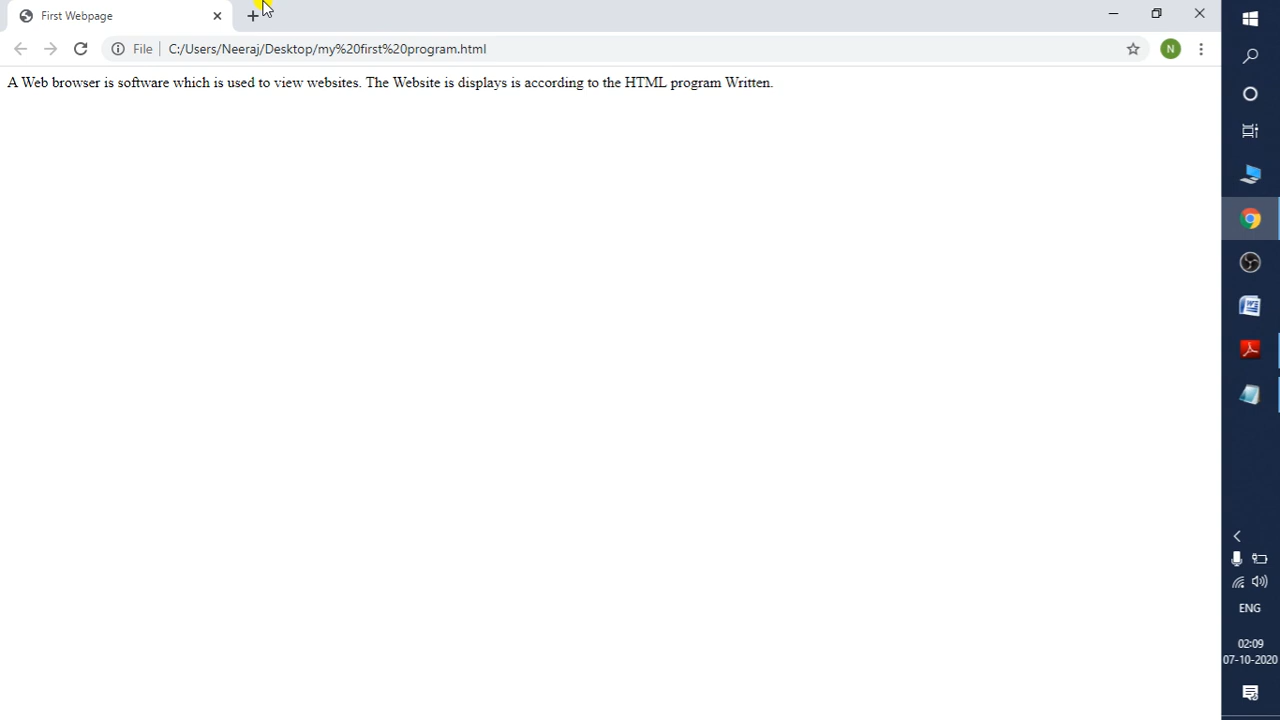 First Webpage
File C:/Users/Neeraj/Desktop/my%20first%20program.html
N
A Web browser is software which is used to view websites. The Website is displays is according to the HTML program Written.
ENG
02:09
07-10-2020